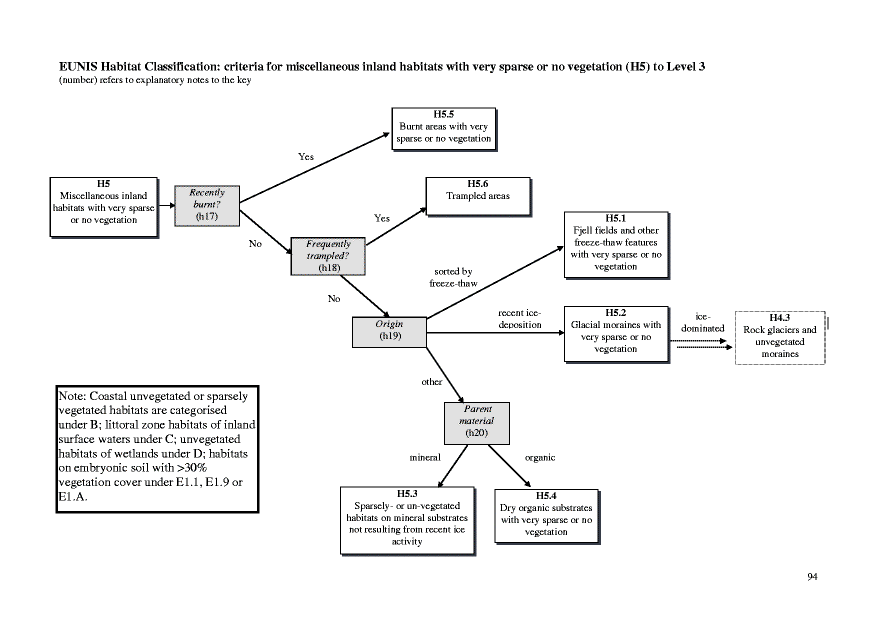 EUNIS Habitat Classification: criteria for miscellaneous inland habitats with very sparse or no vegetation (H5) to Level 3
(number) refers to explanatory notes to the key
H5.5
Burnt areas with very
sparse or no vegetation
Yes
H5
Miscellaneous inland
habitats with very sparse
or no vegetation
Recently
burnt?
(h17)
H5.6
Trampled areas
Yes
No
Frequently
trampled?
(h18)
H5.1
Fjell fields and other
freeze-thaw features
with very sparse or no
vegetation
sorted by
freeze-thaw
No
Origin
(h19)
recent ice-
deposition
H5.2
Glacial moraines with
very sparse or no
vegetation
ice-
dominated
H4.3
Rock glaciers and
unvegetated
moraines
other
Note: Coastal unvegetated or sparsely
vegetated habitats are categorised
under B; littoral zone habitats of inland
surface waters under C; unvegetated
habitats of wetlands under D; habitats
on embryonic soil with >30%
vegetation cover under E1.1, E1.9 or
E1.A.
Parent
material
(h20)
mineral
organic
H5.3
Sparsely- or un-vegetated
habitats on mineral substrates
not resulting from recent ice
activity
H5.4
Dry organic substrates
with very sparse or no
vegetation
94